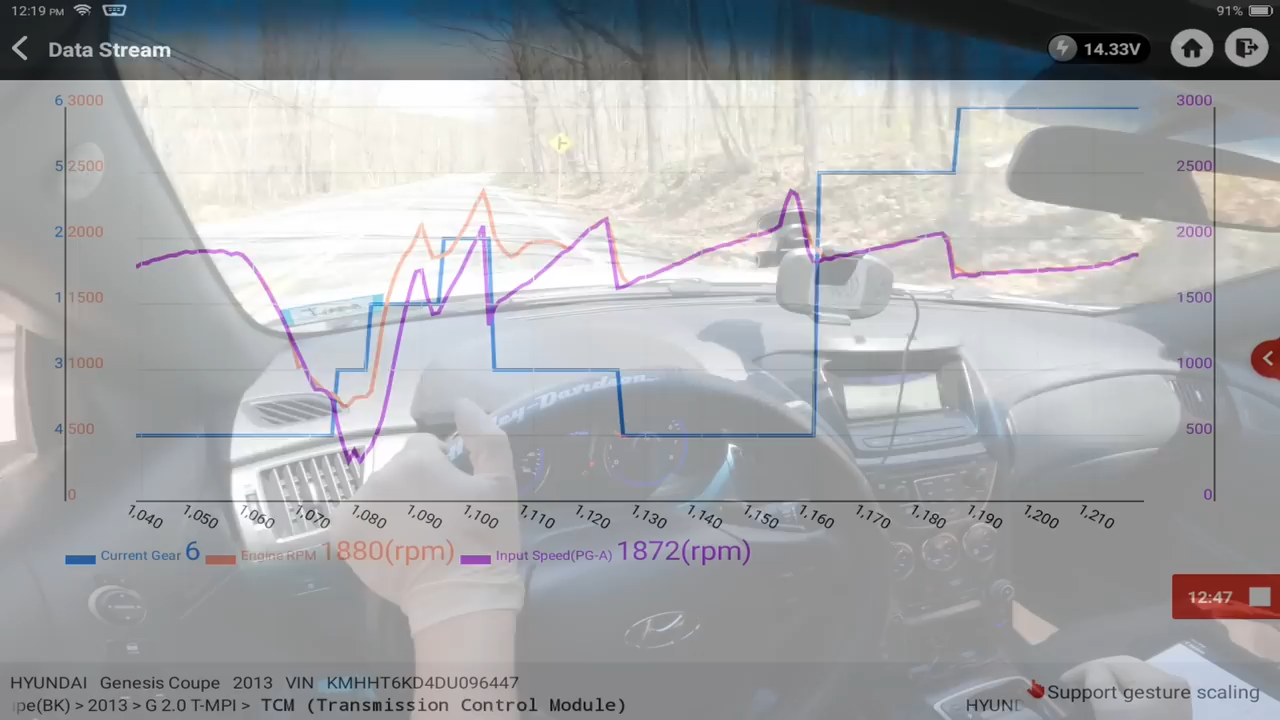 12:19 PM 91%
Data Stream 14.33V
6 3000 3000
5 2500 2500
2 2000 2000
1 1500 1500
3 1000 1000
4 500 500
0 0
1,040 1,050 1,060 1,070 1,080 1,090 1,100 1,110 1,120 1,130 1,140 1,150 1,160 1,170 1,180 1,190 1,200 1,210
Current Gear 6 Engine RPM 1880(rpm) Input Speed(PG-A) 1872(rpm)
ey-Davidson
12:47
HYUNDAI Genesis Coupe 2013 VIN KMHHT6KD4DU096447
pe(BK) > 2013 > G 2.0 T-MPI > TCM (Transmission Control Module)
HYUND
Support gesture scaling